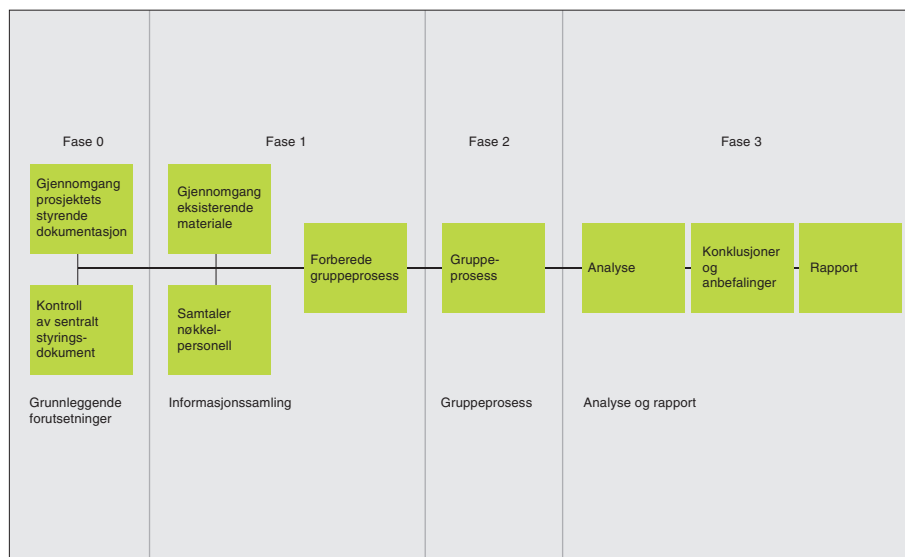 Fase 0
Fase 1
Fase 2
Fase 3
Gjennomgang
prosjektets
styrende
dokumentasjon
Kontroll
av sentralt
styrings-
dokument
Gjennomgang
eksisterende
materiale
Samtaler
nøkkel-
personell
Forberede
gruppeprosess
Gruppe-
prosess
Analyse
Konklusjoner
og
anbefalinger
Rapport
Grunnleggende
forutsetninger
Informasjonssamling
Gruppeprosess
Analyse og rapport